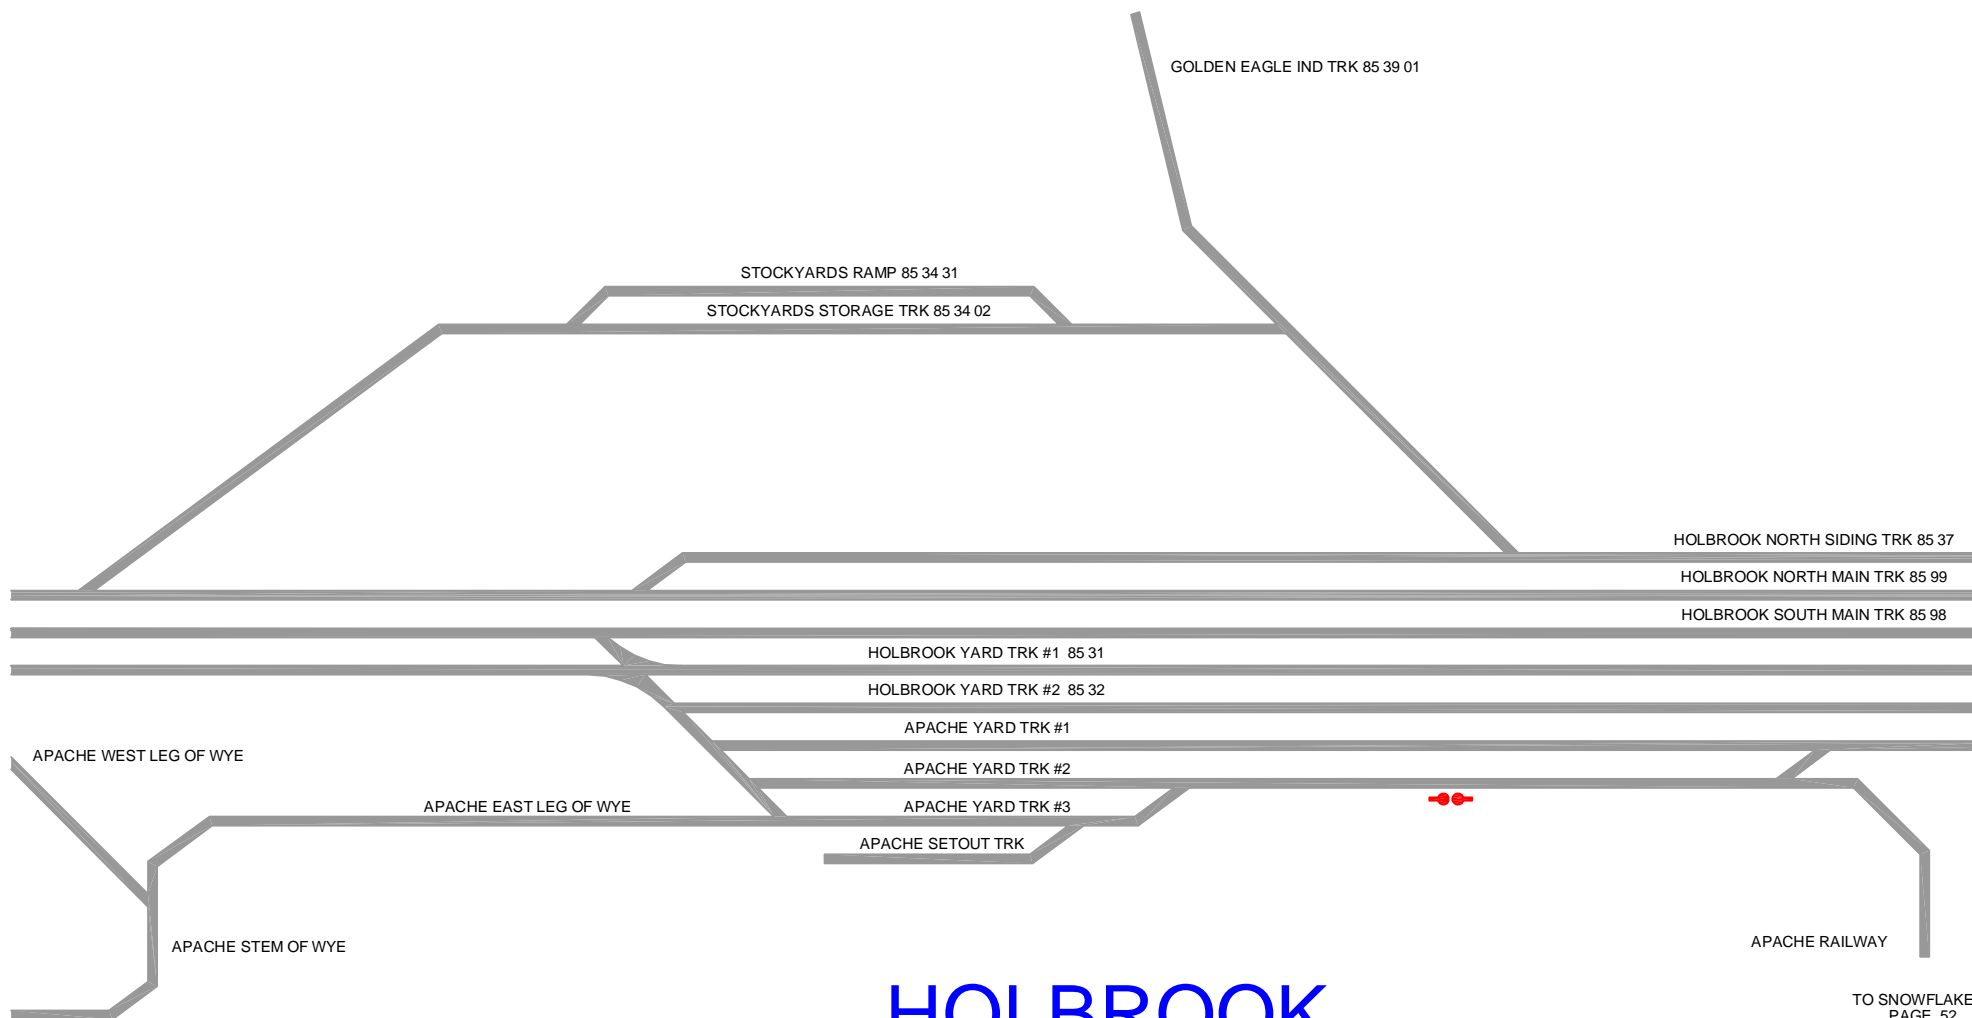 GOLDEN EAGLE IND TRK 85 39 01
STOCKYARDS RAMP 85 34 31
STOCKYARDS STORAGE TRK 85 34 02
HOLBROOK NORTH SIDING TRK 85 37
HOLBROOK NORTH MAIN TRK 85 99
HOLBROOK SOUTH MAIN TRK 85 98
HOLBROOK YARD TRK #1 85 31
HOLBROOK YARD TRK #2 85 32
APACHE YARD TRK #1
APACHE WEST LEG OF WYE
APACHE YARD TRK #2
APACHE EAST LEG OF WYE
APACHE YARD TRK #3
APACHE SETOUT TRK
APACHE STEM OF WYE
APACHE RAILWAY
HOLBROOK
TO SNOWFLAKE
PAGE 52